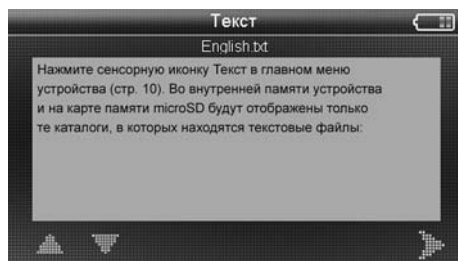 Текст
English.txt
Нажмите сенсорную иконку Текст в главном меню
устройства (стр. 10). Во внутренней памяти устройства
и на карте памяти microSD будут отображены только
те каталоги, в которых находятся текстовые файлы: